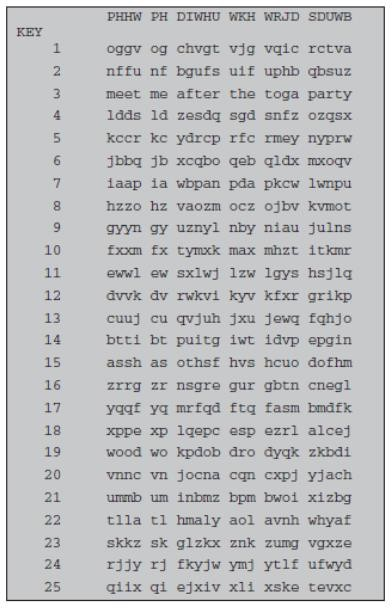 PHHW PH DIWHU WKH WRJD SDUWB
KEY
1 oggv og chvgt vjg vqic rctva
2 nffu nf bgufs uif uphb qbsuz
3 meet me after the toga party
4 ldds ld zesdq sgd snfz ozqsx
5 kccr kc ydrcp rfc rmey nyprw
6 jbbq jb xcqbo qeb qldx mxoqv
7 iaap ia wbpan pda pkcw lwnpu
8 hzzo hz vaozm ocz ojbv kvmot
9 gyyn gy uznyl nby niau julns
10 fxxm fx tymxk max mhzt itkmr
11 ewwl ew sxlwj lzw lgys hsjlq
12 dvvk dv rwkvi kyv kfxr grikp
13 cuuj cu qvjuh jxu jewq fqhjo
14 btti bt puitg iwt idvp epgin
15 assh as othsf hvs hcuo dofhm
16 zrrg zr nsgre gur gbtn cnegl
17 yqqf yq mrfqd ftq fasm bmdfk
18 xppe xp lqepc esp ezrl alcej
19 wood wo kpdob dro dyqk zkbdi
20 vnnc vn jocna cqn cxpj yjach
21 ummb um inbmz bpm bwoi xizbg
22 tlla tl hmaly aol avnh whyaf
23 skkz sk glzkx znk zumg vgxze
24 rjjy rj fkyjw ymj ytlf ufwyd
25 qiix qi ejxiv xli xske tevxc